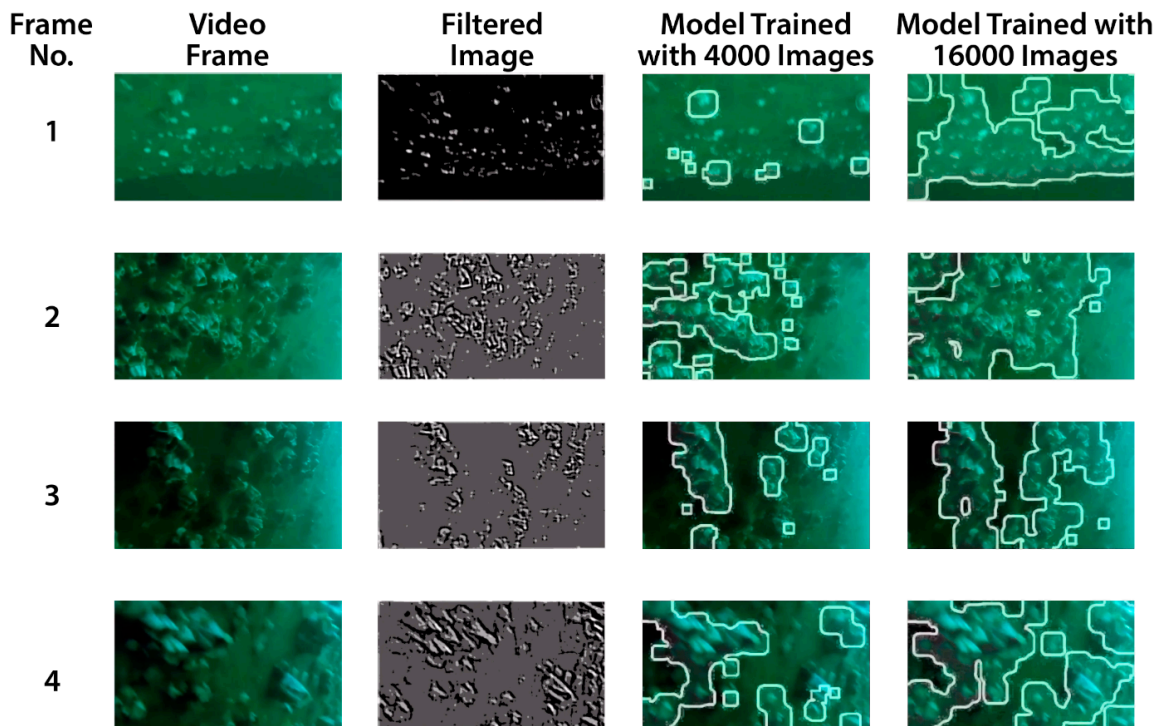 Frame No.
Video Frame
Filtered Image
Model Trained with 4000 Images
Model Trained with 16000 Images
1
2
3
4